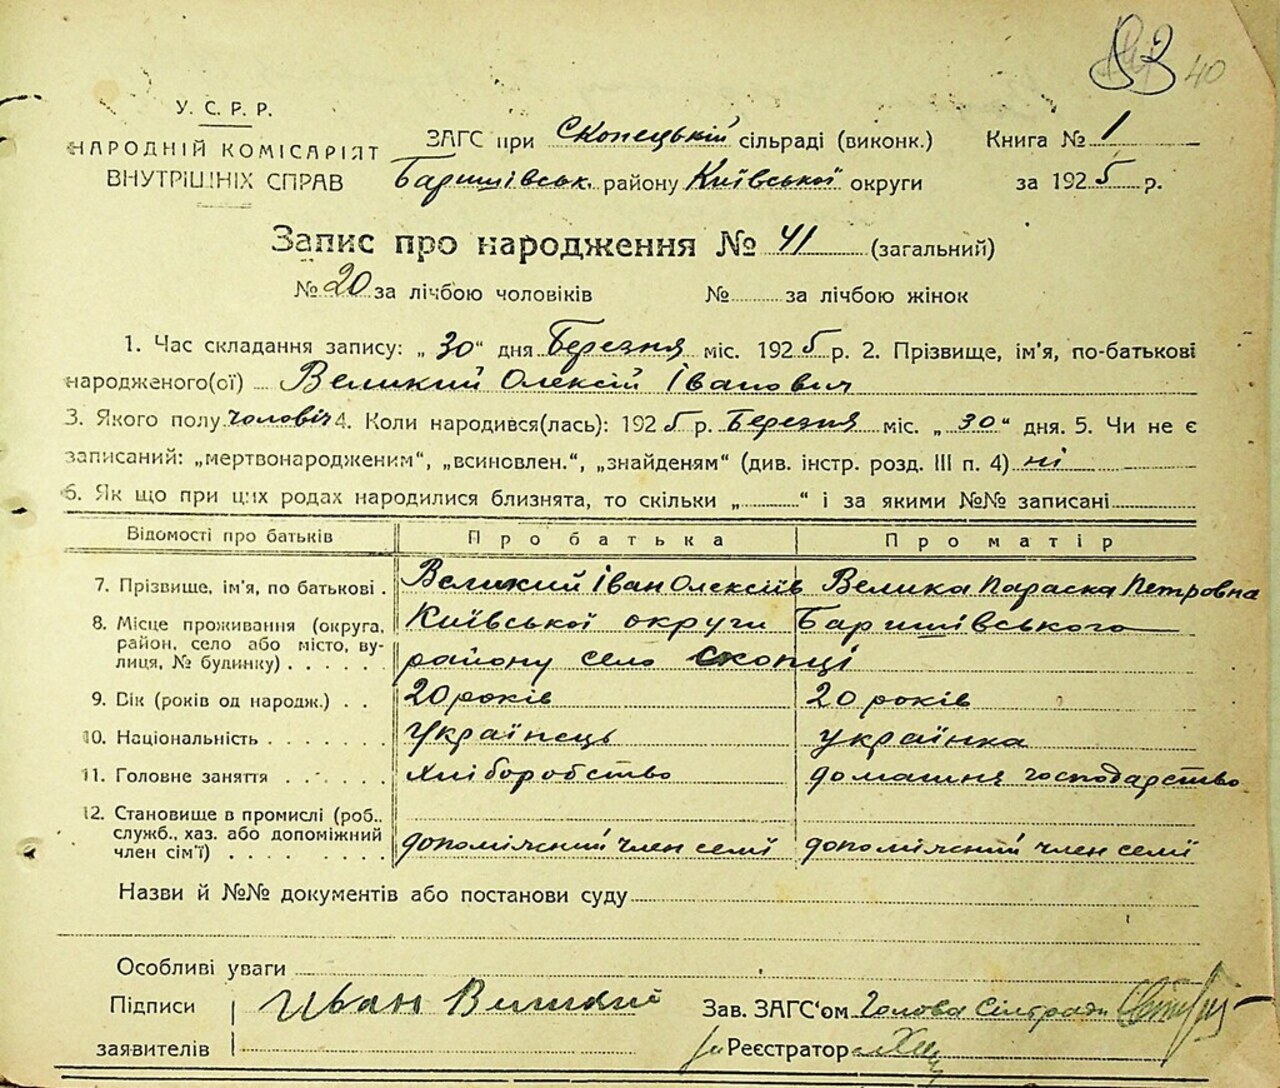 83 40
У. С. Р. Р.
НАРОДНІЙ КОМІСАРІЯТ
ВНУТРІШНІХ СПРАВ
ЗАГС при Скопецькій сільраді (виконк.) Книга № 1
Баришівськ. району Київської округи за 1925 р.
Запис про народження № 41 (загальний)
№ 20 за лічбою чоловіків № за лічбою жінок
1. Час складання запису: „30“ дня Березня міс. 1925 р. 2. Прізвище, ім'я, по-батькові
народженого(ої) Великий Олексій Іванович
3. Якого полу чоловіч 4. Коли народився(лась): 1925 р. Березня міс. „30“ дня. 5. Чи не є
записаний: „мертвонародженим“, „всиновлен.“, „знайденям“ (див. інстр. розд. III п. 4) ні
6. Як що при цих родах народилися близнята, то скільки „ “ і за якими №№ записані
Відомості про батьків Про батька Про матір
7. Прізвище, ім'я, по батькові . Великий Іван Олексіїв Велика Параска Петровна
8. Місце проживання (округа, Київської округи Баришівського
район, село або місто, ву-
лиця, № будинку) . . . . . району село Скопці
9. Вік (років од народж.) . . 20 років 20 років
10. Національність . . . . . . . Українець українка
11. Головне заняття . . . . . хліборобство домашнє господарство
12. Становище в промислі (роб.,
служб., хаз. або допоміжний
член сім'ї) . . . . . . . . допоміжний член семії допоміжний член семії
Назви й №№ документів або постанови суду
Особливі уваги
Підписи Иван Великий Зав. ЗАГС'ом Голова Сільради
заявителів Реєстратор